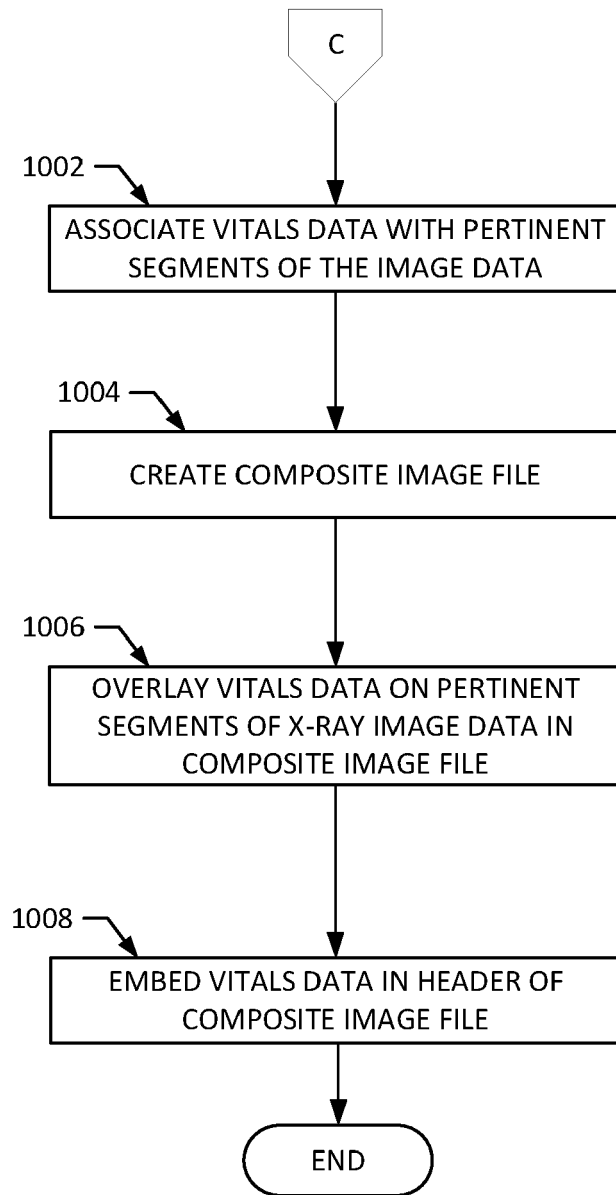 C
1002
ASSOCIATE VITALS DATA WITH PERTINENT
SEGMENTS OF THE IMAGE DATA
1004
CREATE COMPOSITE IMAGE FILE
1006
OVERLAY VITALS DATA ON PERTINENT
SEGMENTS OF X-RAY IMAGE DATA IN
COMPOSITE IMAGE FILE
1008
EMBED VITALS DATA IN HEADER OF
COMPOSITE IMAGE FILE
END